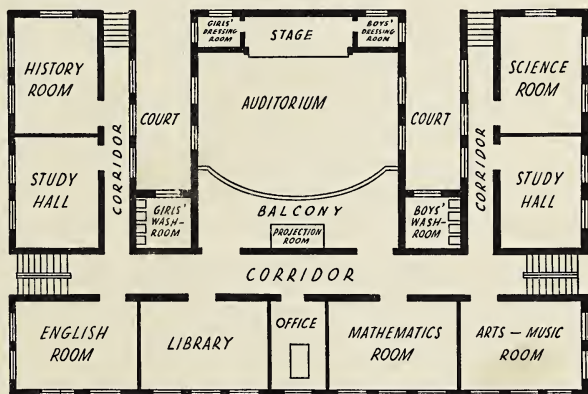 GIRLS'
DRESSING
ROOM
STAGE
BOYS'
DRESSING
ROOM
HISTORY
ROOM
COURT
AUDITORIUM
COURT
SCIENCE
ROOM
CORRIDOR
CORRIDOR
STUDY
HALL
GIRLS'
WASH-
ROOM
BALCONY
PROJECTION
ROOM
BOYS'
WASH-
ROOM
STUDY
HALL
CORRIDOR
ENGLISH
ROOM
LIBRARY
OFFICE
MATHEMATICS
ROOM
ARTS — MUSIC
ROOM